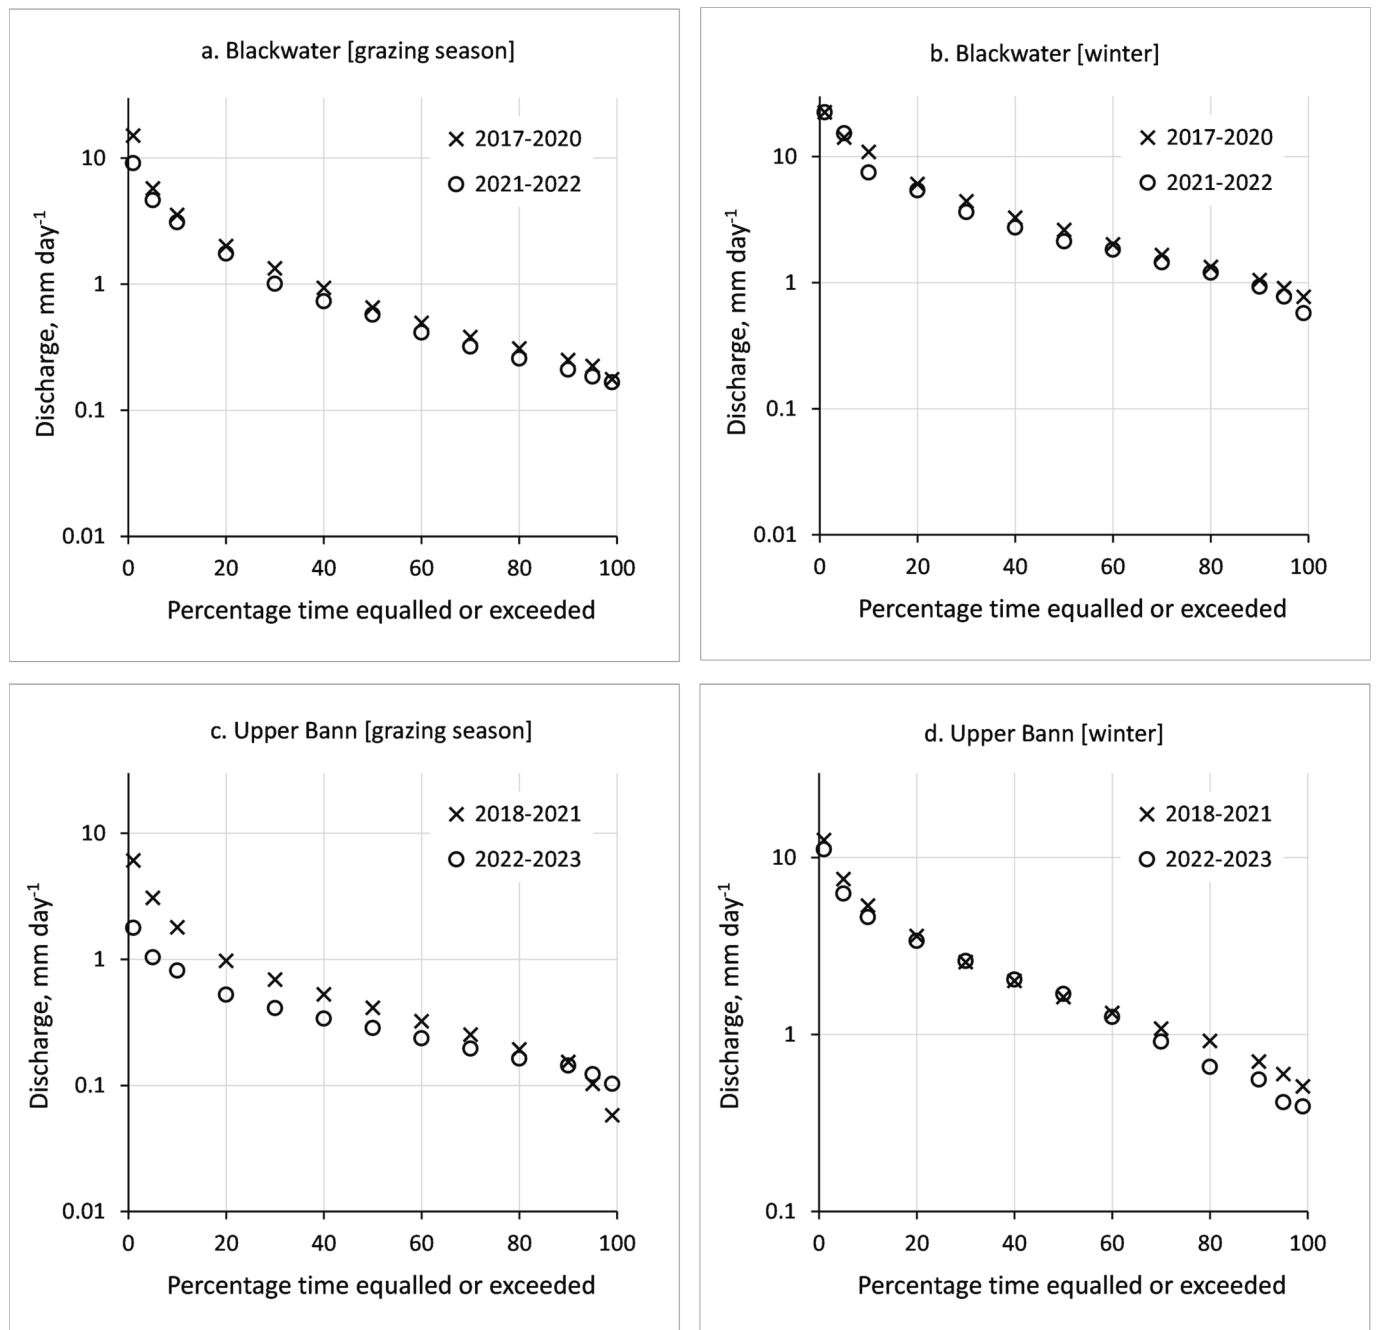 a. Blackwater [grazing season]
× 2017-2020
○ 2021-2022
10
1
0.1
0.01
Discharge, mm day⁻¹
0 20 40 60 80 100
Percentage time equalled or exceeded
b. Blackwater [winter]
× 2017-2020
○ 2021-2022
10
1
0.1
0.01
Discharge, mm day⁻¹
0 20 40 60 80 100
Percentage time equalled or exceeded
c. Upper Bann [grazing season]
× 2018-2021
○ 2022-2023
10
1
0.1
0.01
Discharge, mm day⁻¹
0 20 40 60 80 100
Percentage time equalled or exceeded
d. Upper Bann [winter]
× 2018-2021
○ 2022-2023
10
1
0.1
Discharge, mm day⁻¹
0 20 40 60 80 100
Percentage time equalled or exceeded